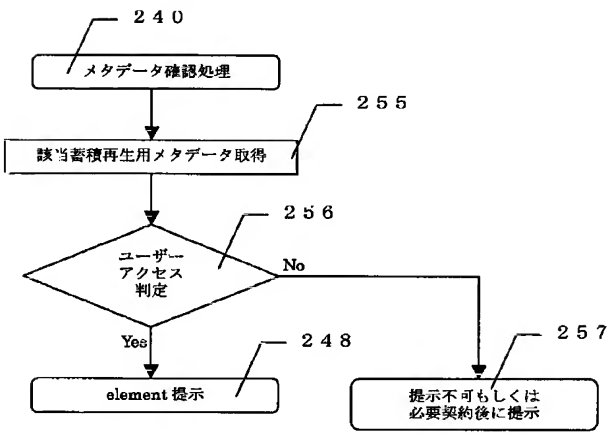 240
メタデータ確認処理
255
該当蓄積再生用メタデータ取得
256
ユーザー
アクセス
判定
No
Yes
248
element 提示
257
提示不可もしくは
必要契約後に提示